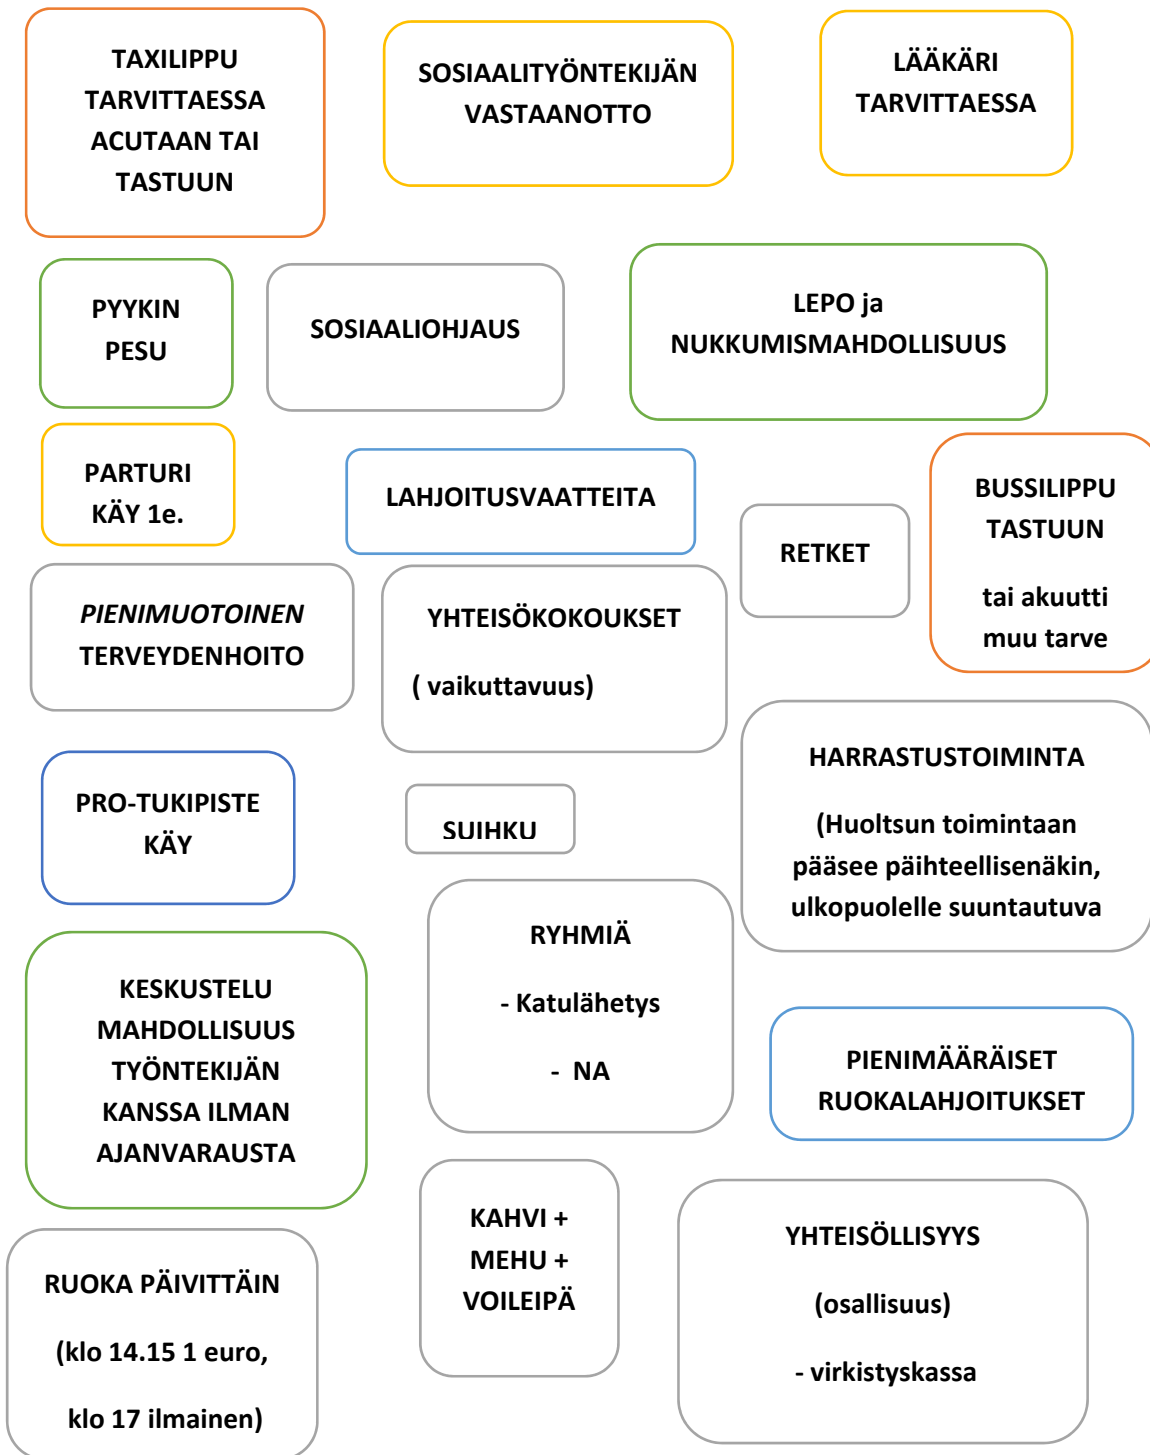 TAXILIPPU
TARVITTAESSA
ACUTAAN TAI
TASTUUN
SOSIAALITYÖNTEKIJÄN
VASTAANOTTO
LÄÄKÄRI
TARVITTAESSA
PYYKIN
PESU
SOSIAALIOHJAUS
LEPO ja
NUKKUMISMAHDOLLISUUS
PARTURI
KÄY 1e.
LAHJOITUSVAATTEITA
RETKET
BUSSILIPPU
TASTUUN
tai akuutti
muu tarve
PIENIMUOTOINEN
TERVEYDENHOITO
YHTEISÖKOKOUKSET
( vaikuttavuus)
HARRASTUSTOIMINTA
(Huoltsun toimintaan
pääsee päihteellisenäkin,
ulkopuolelle suuntautuva
PRO-TUKIPISTE
KÄY
SUIHKU
RYHMIÄ
- Katulähetys
- NA
KESKUSTELU
MAHDOLLISUUS
TYÖNTEKIJÄN
KANSSA ILMAN
AJANVARAUSTA
PIENIMÄÄRÄISET
RUOKALAHJOITUKSET
KAHVI +
MEHU +
VOILEIPÄ
YHTEISÖLLISYYS
(osallisuus)
- virkistyskassa
RUOKA PÄIVITTÄIN
(klo 14.15 1 euro,
klo 17 ilmainen)